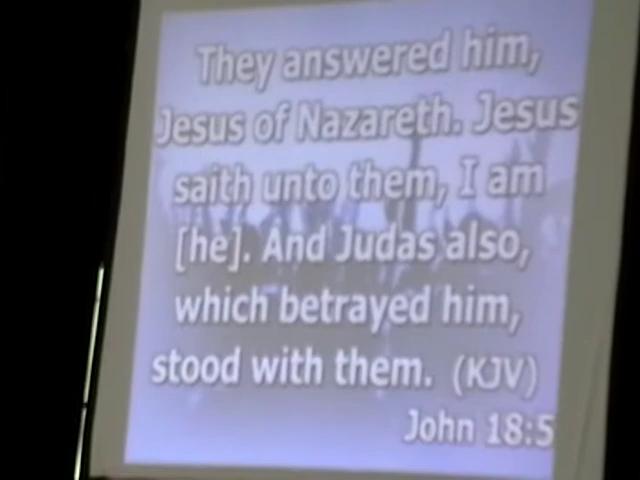 They answered him,
Jesus of Nazareth. Jesus
saith unto them, I am
[he]. And Judas also,
which betrayed him,
stood with them. (KJV)
John 18:5